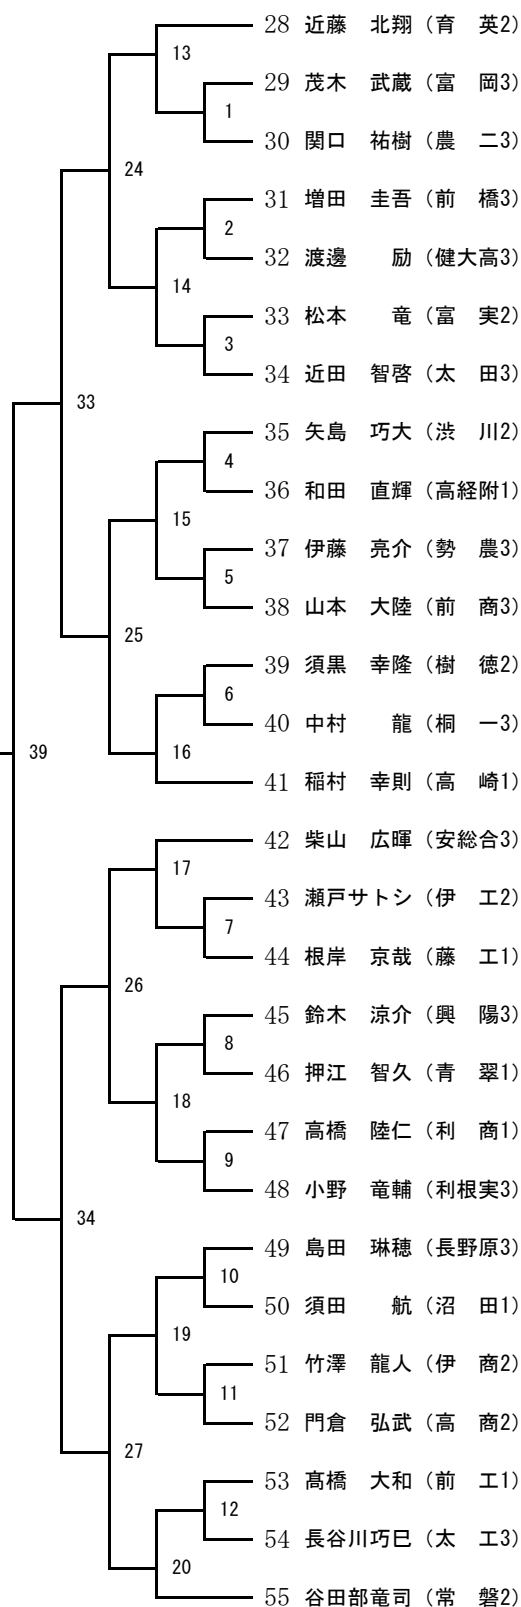 28 近藤　北翔（育　英2）
13
29 茂木　武蔵（富　岡3）
1
30 関口　祐樹（農　二3）
24
31 増田　圭吾（前　橋3）
2
32 渡邊　　励（健大高3）
14
33 松本　　竜（富　実2）
3
34 近田　智啓（太　田3）
33
35 矢島　巧大（渋　川2）
4
36 和田　直輝（高経附1）
15
37 伊藤　亮介（勢　農3）
5
38 山本　大陸（前　商3）
25
39 須黒　幸隆（樹　徳2）
6
40 中村　　龍（桐　一3）
39
16
41 稲村　幸則（高　崎1）
42 柴山　広暉（安総合3）
17
43 瀬戸サトシ（伊　工2）
7
44 根岸　京哉（藤　工1）
26
45 鈴木　涼介（興　陽3）
8
46 押江　智久（青　翠1）
18
47 高橋　陸仁（利　商1）
9
48 小野　竜輔（利根実3）
34
49 島田　琳穂（長野原3）
10
50 須田　　航（沼　田1）
19
51 竹澤　龍人（伊　商2）
11
52 門倉　弘武（高　商2）
27
53 髙橋　大和（前　工1）
12
54 長谷川巧巳（太　工3）
20
55 谷田部竜司（常　磐2）